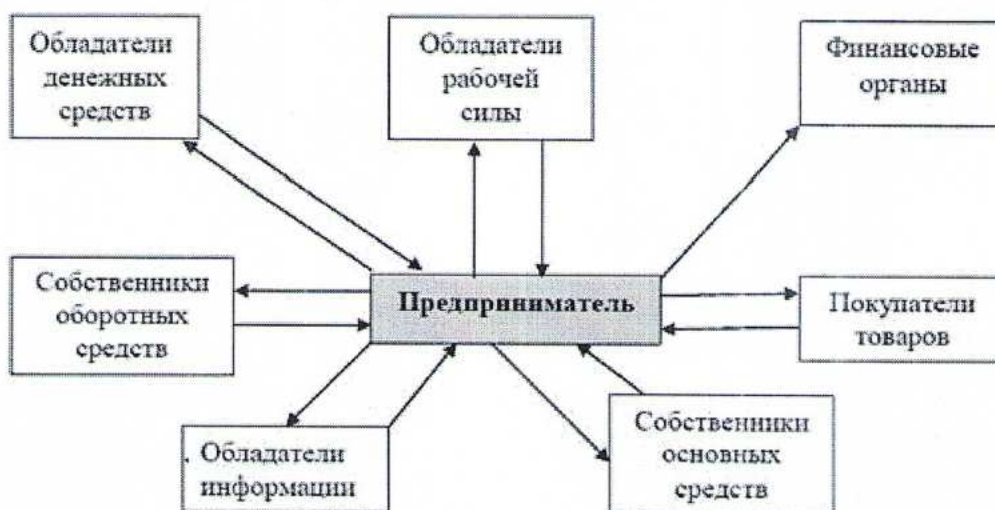 Обладатели
денежных
средств
Обладатели
рабочей
силы
Финансовые
органы
Собственники
оборотных
средств
Предприниматель
Покупатели
товаров
Обладатели
информации
Собственники
основных
средств